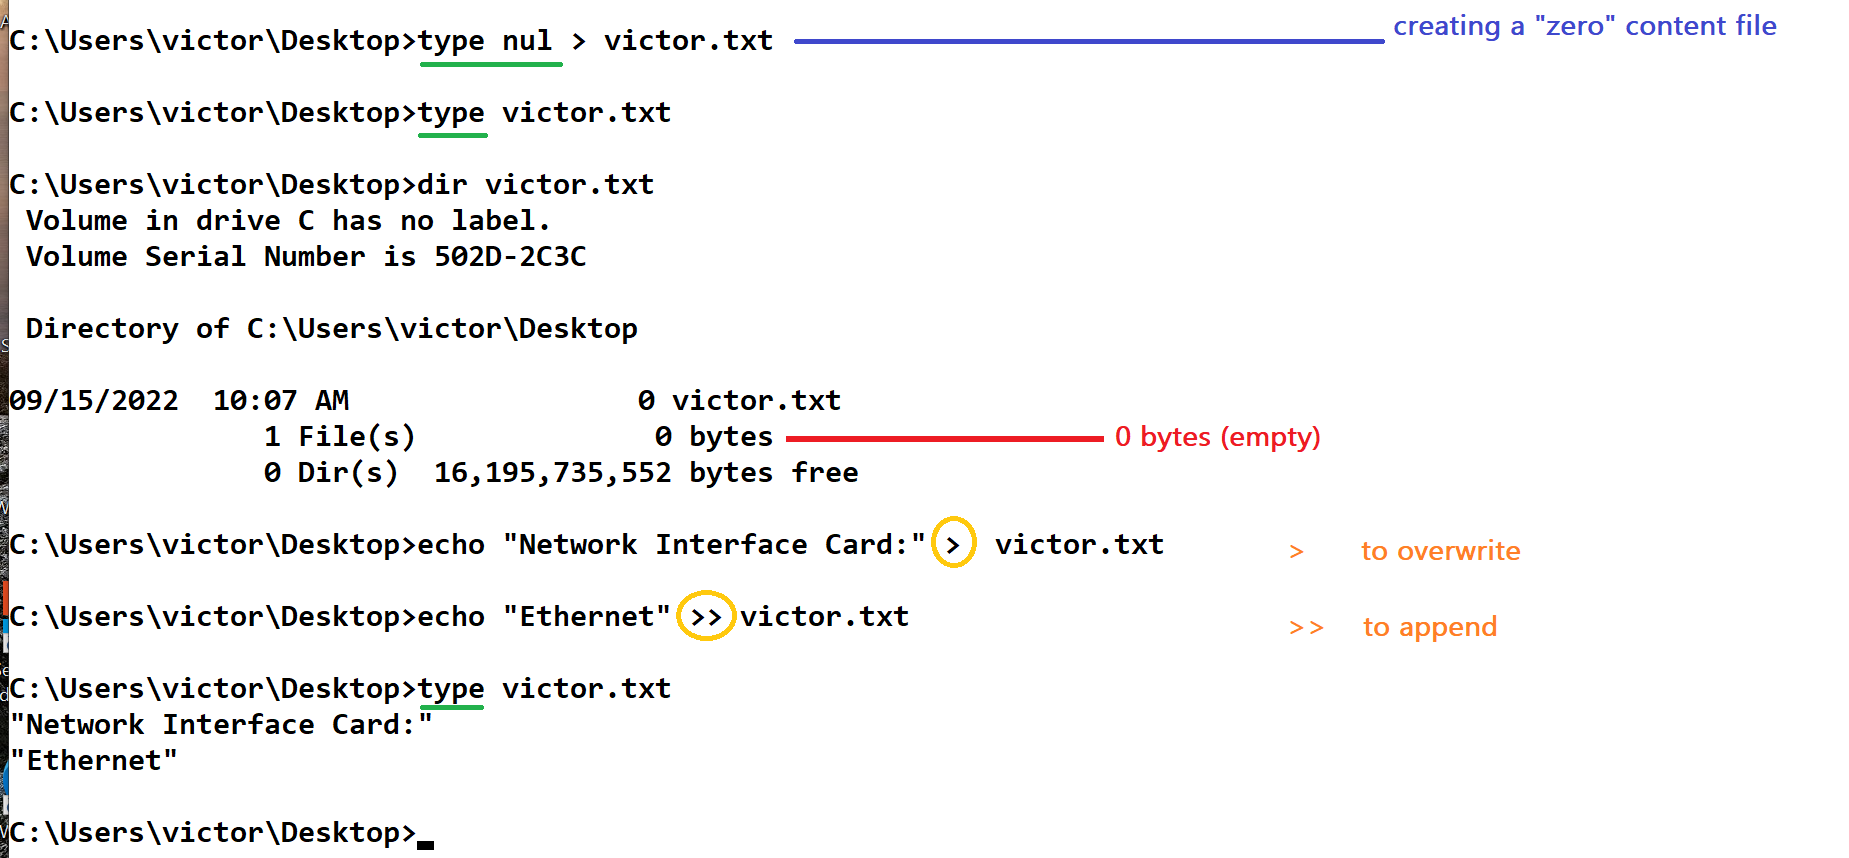 C:\Users\victor\Desktop>type nul > victor.txt creating a "zero" content file
C:\Users\victor\Desktop>type victor.txt
C:\Users\victor\Desktop>dir victor.txt
Volume in drive C has no label.
Volume Serial Number is 502D-2C3C
Directory of C:\Users\victor\Desktop
09/15/2022  10:07 AM                 0 victor.txt
1 File(s)              0 bytes 0 bytes (empty)
0 Dir(s)  16,195,735,552 bytes free
C:\Users\victor\Desktop>echo "Network Interface Card:" >  victor.txt > to overwrite
C:\Users\victor\Desktop>echo "Ethernet" >> victor.txt >> to append
C:\Users\victor\Desktop>type victor.txt
"Network Interface Card:"
"Ethernet"
C:\Users\victor\Desktop>